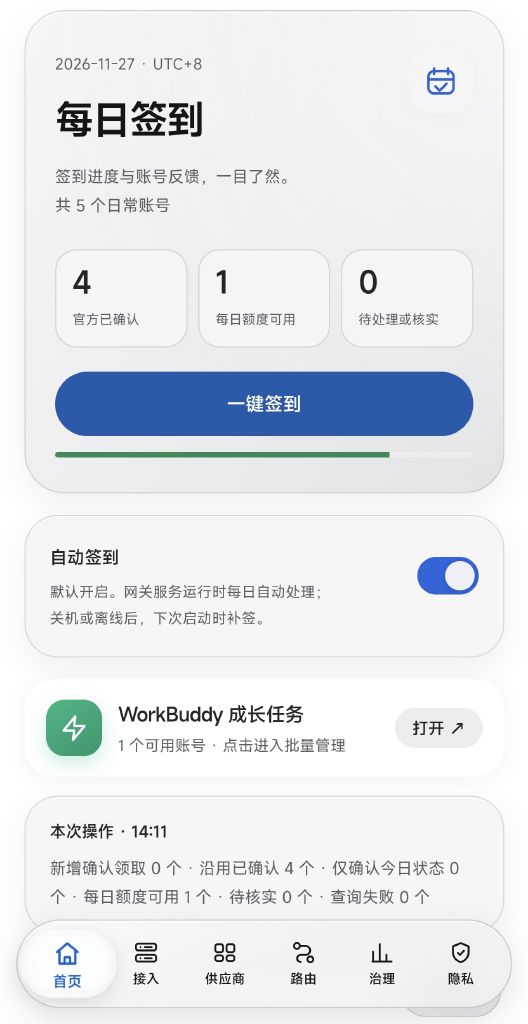 2026-11-27 · UTC+8
每日签到
签到进度与账号反馈，一目了然。
共 5 个日常账号
4
官方已确认
1
每日额度可用
0
待处理或核实
一键签到
自动签到
默认开启。网关服务运行时每日自动处理；
关机或离线后，下次启动时补签。
WorkBuddy 成长任务
1 个可用账号 · 点击进入批量管理
打开 ↗
本次操作 · 14:11
新增确认领取 0 个 · 沿用已确认 4 个 · 仅确认今日状态 0
个 · 每日额度可用 1 个 · 待核实 0 个 · 查询失败 0 个
首页
接入
供应商
路由
治理
隐私